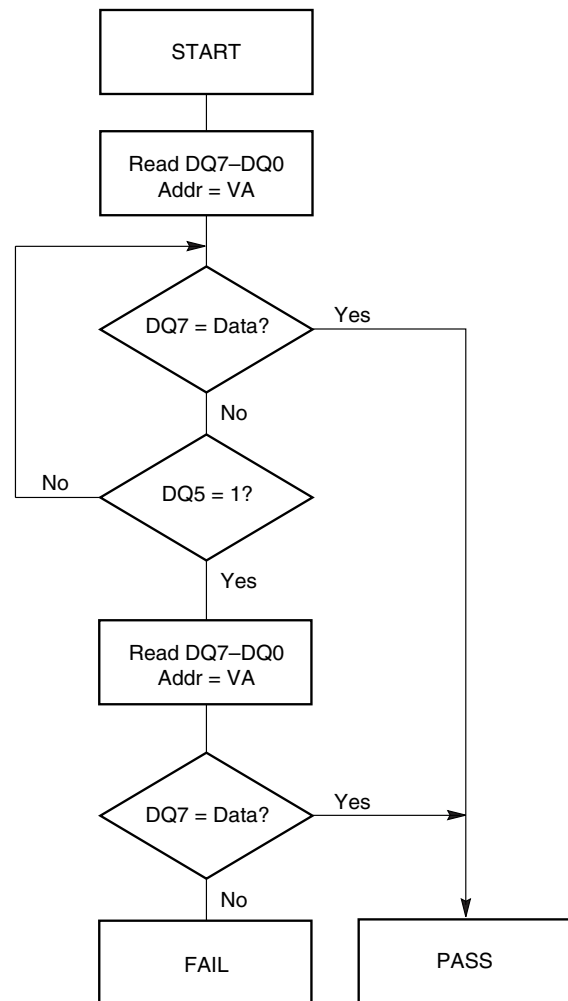 START
Read DQ7–DQ0
Addr = VA
DQ7 = Data?
Yes
No
No
DQ5 = 1?
Yes
Read DQ7–DQ0
Addr = VA
DQ7 = Data?
Yes
No
FAIL
PASS